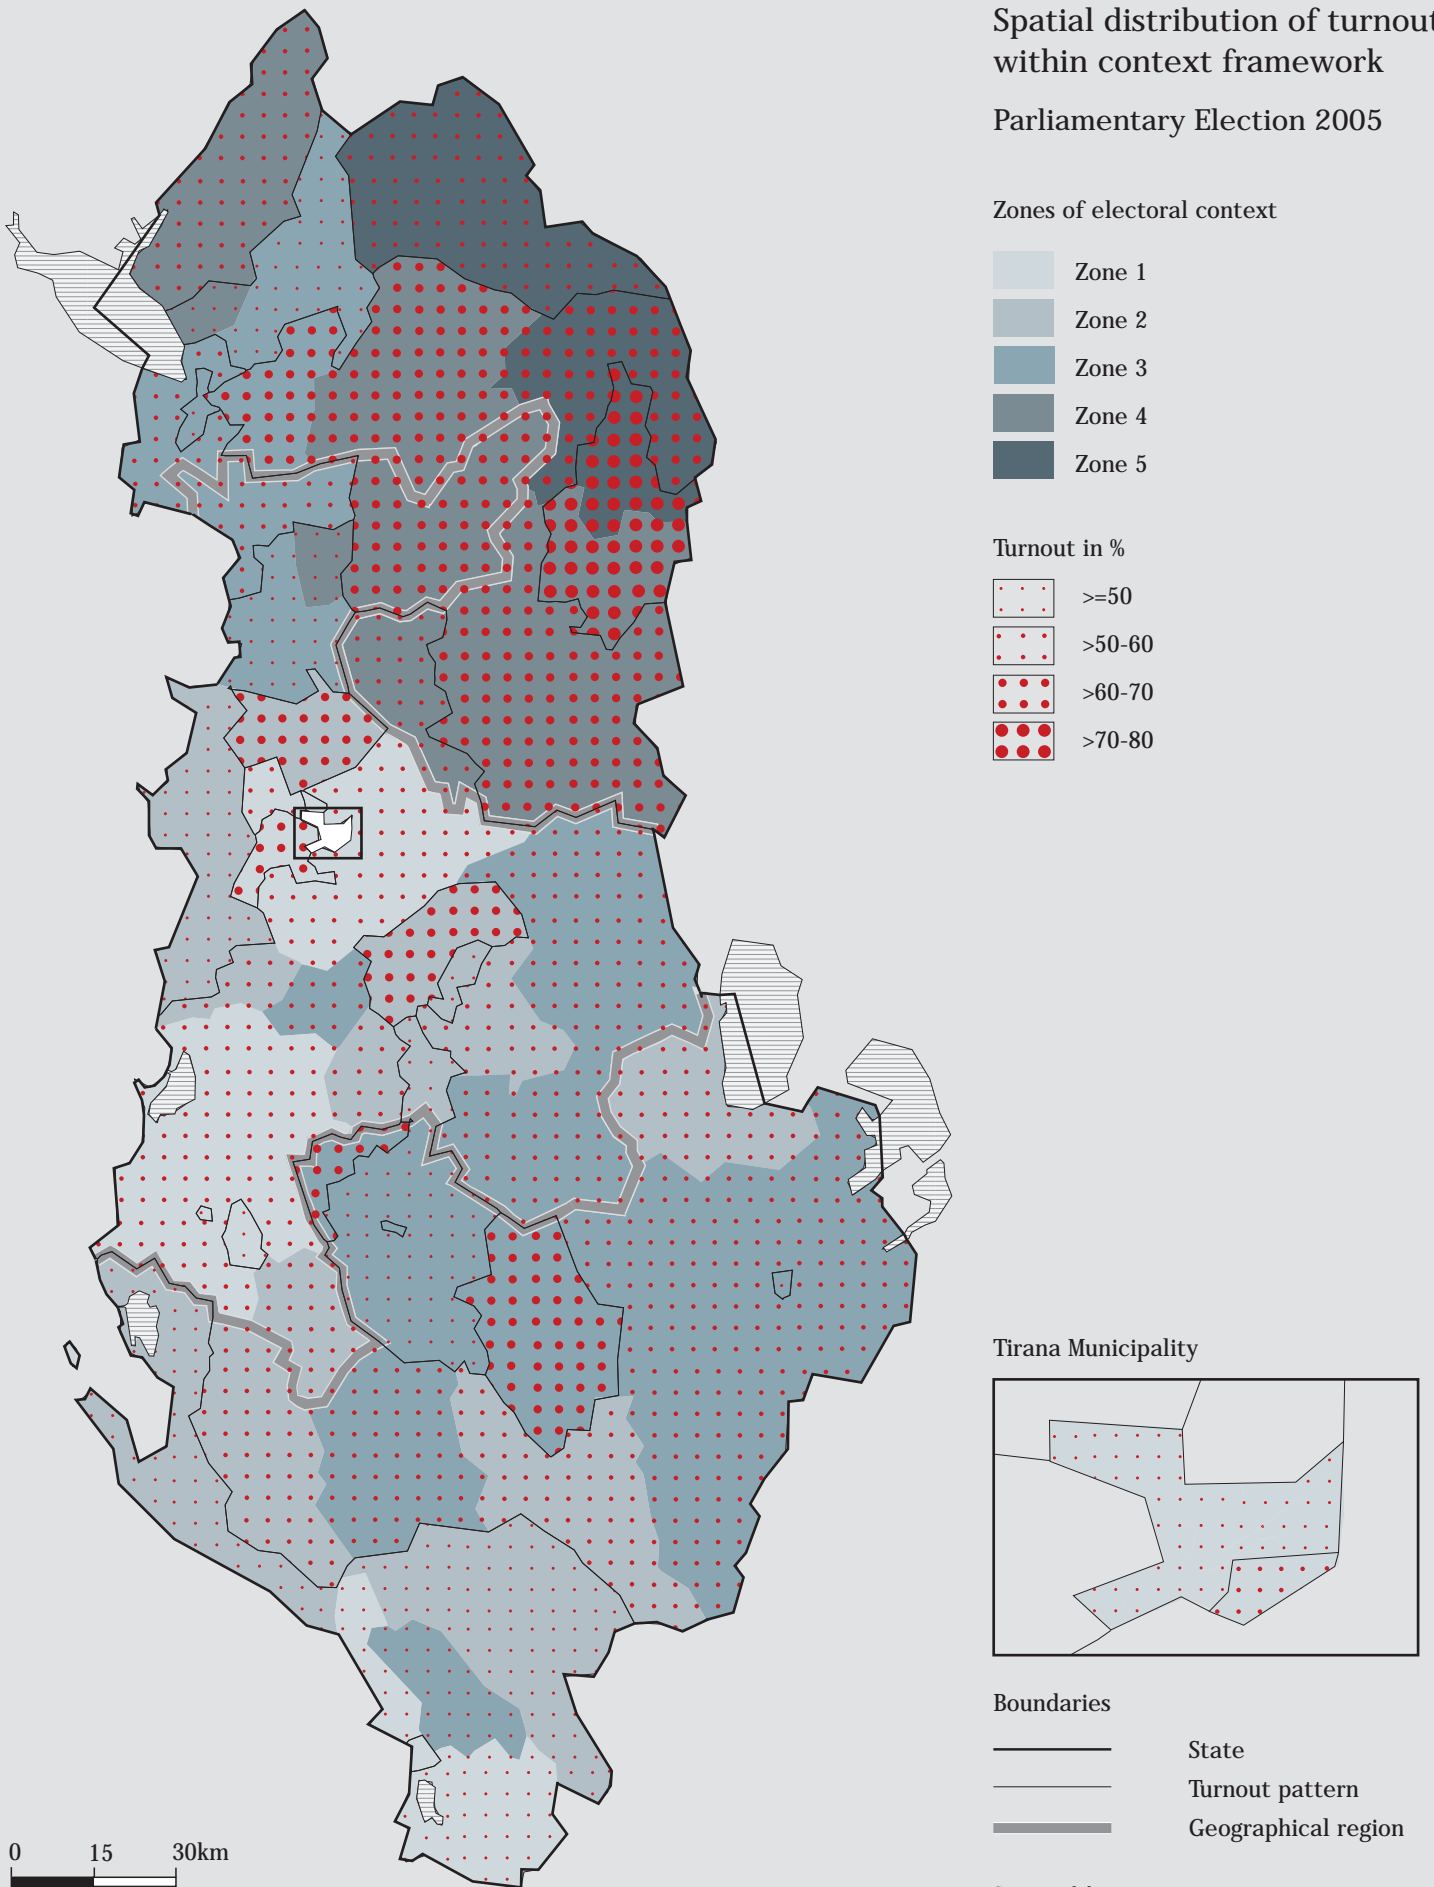 Spatial distribution of turnout
within context framework
Parliamentary Election 2005
Zones of electoral context
Zone 1
Zone 2
Zone 3
Zone 4
Zone 5
Turnout in %
>=50
>50-60
>60-70
>70-80
Tirana Municipality
Boundaries
State
Turnout pattern
Geographical region
0 15 30km